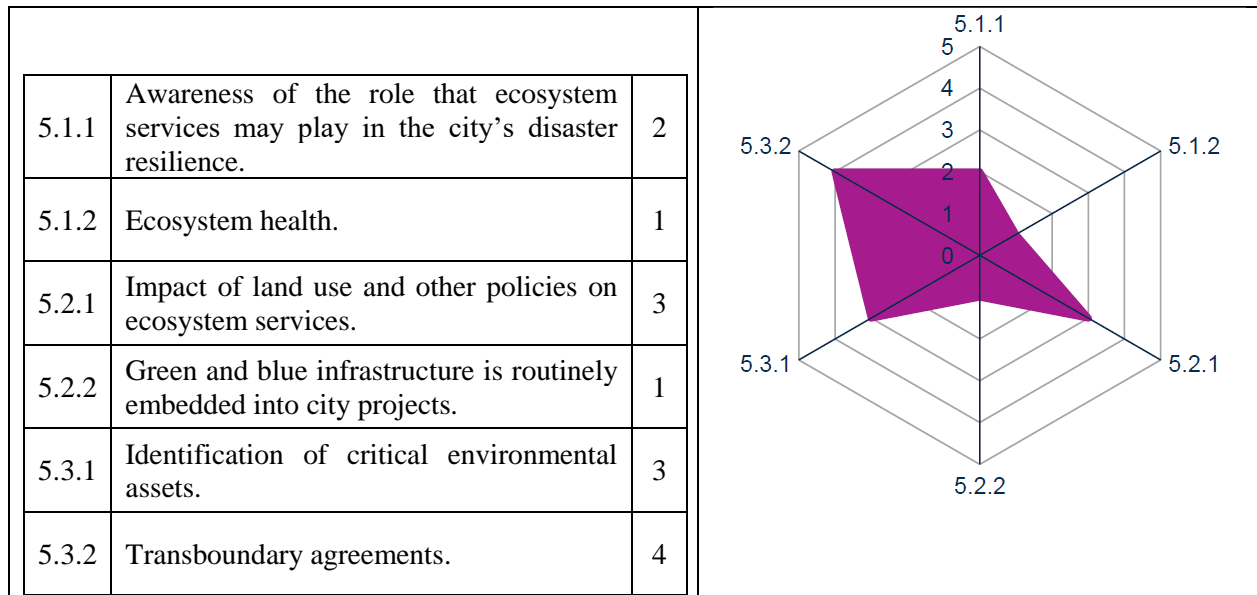 5.1.1
Awareness of the role that ecosystem
services may play in the city’s disaster
resilience.
2
5.1.2
Ecosystem health.
1
5.2.1
Impact of land use and other policies on
ecosystem services.
3
5.2.2
Green and blue infrastructure is routinely
embedded into city projects.
1
5.3.1
Identification of critical environmental
assets.
3
5.3.2
Transboundary agreements.
4
5.1.1
5
4
3
2
1
0
5.1.2
5.2.1
5.2.2
5.3.1
5.3.2